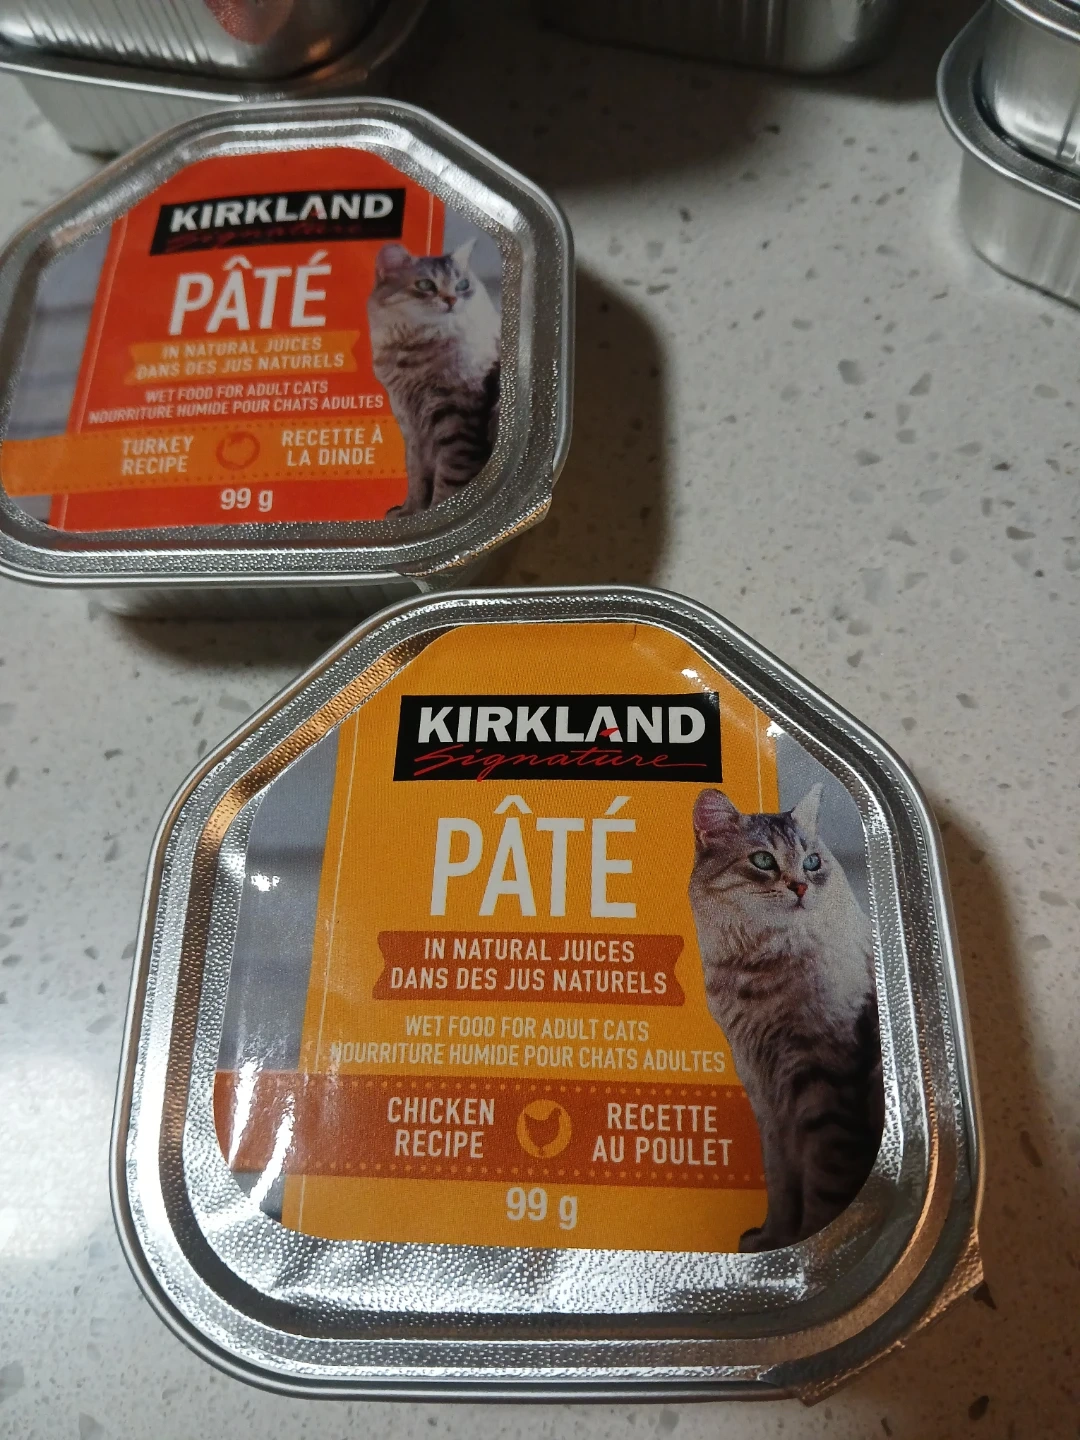 KIRKLAND
Signature
PÂTÉ
IN NATURAL JUICES
DANS DES JUS NATURELS
WET FOOD FOR ADULT CATS
NOURRITURE HUMIDE POUR CHATS ADULTES
TURKEY RECIPE
RECETTE À LA DINDE
99 g
KIRKLAND
Signature
PÂTÉ
IN NATURAL JUICES
DANS DES JUS NATURELS
WET FOOD FOR ADULT CATS
NOURRITURE HUMIDE POUR CHATS ADULTES
CHICKEN RECIPE
RECETTE AU POULET
99 g